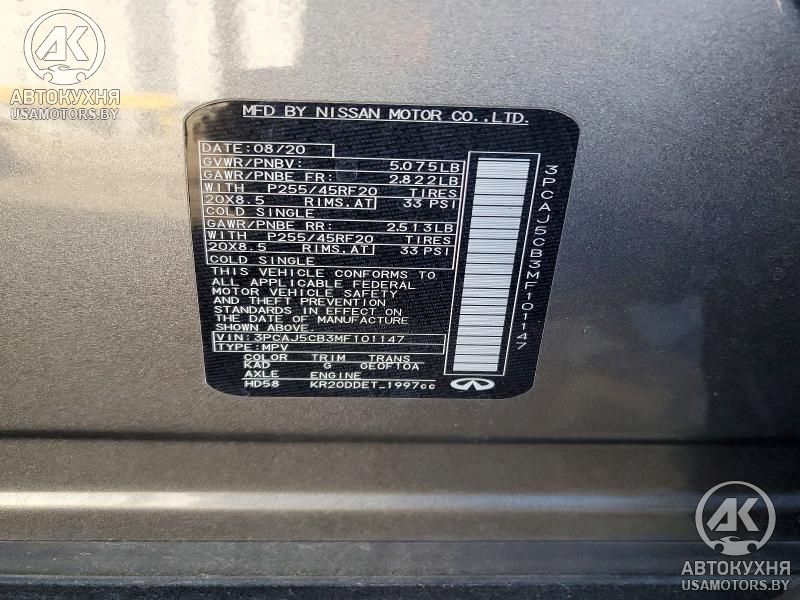 АВТОКУХНЯ
USAMOTORS.BY
MFD BY NISSAN MOTOR CO.,LTD.
DATE: 08/20
GVWR/PNBV: 5.075LB
GAWR/PNBE FR: 2.822LB
WITH P255/45RF20 TIRES
20X8.5 RIMS.AT 33 PSI
COLD SINGLE
GAWR/PNBE RR: 2.513LB
WITH P255/45RF20 TIRES
20X8.5 RIMS.AT 33 PSI
COLD SINGLE
THIS VEHICLE CONFORMS TO
ALL APPLICABLE FEDERAL
MOTOR VEHICLE SAFETY
AND THEFT PREVENTION
STANDARDS IN EFFECT ON
THE DATE OF MANUFACTURE
SHOWN ABOVE.
VIN: 3PCAJ5CB3MF101147
TYPE: MPV
COLOR TRIM TRANS
KAD G GE0F10A
AXLE ENGINE
HD58 KR20DDET_1997cc
3PCAJ5CB3MF101147
АВТОКУХНЯ
USAMOTORS.BY